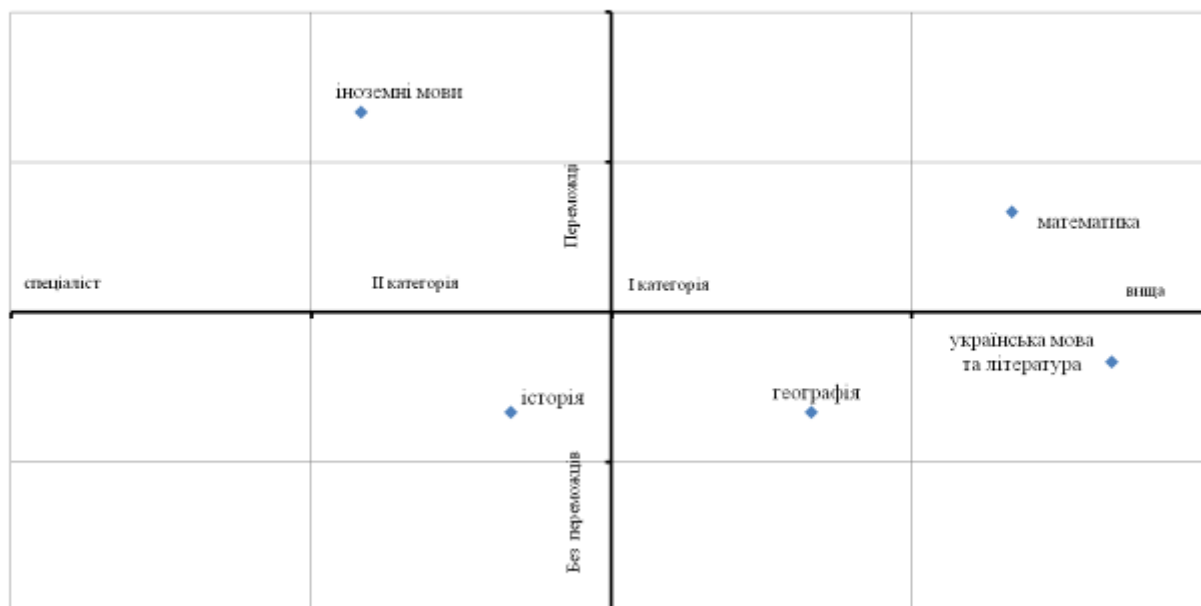 іноземні мови
Переможці
математика
спеціаліст
ІІ категорія
І категорія
вища
українська мова
та література
історія
географія
Без переможців